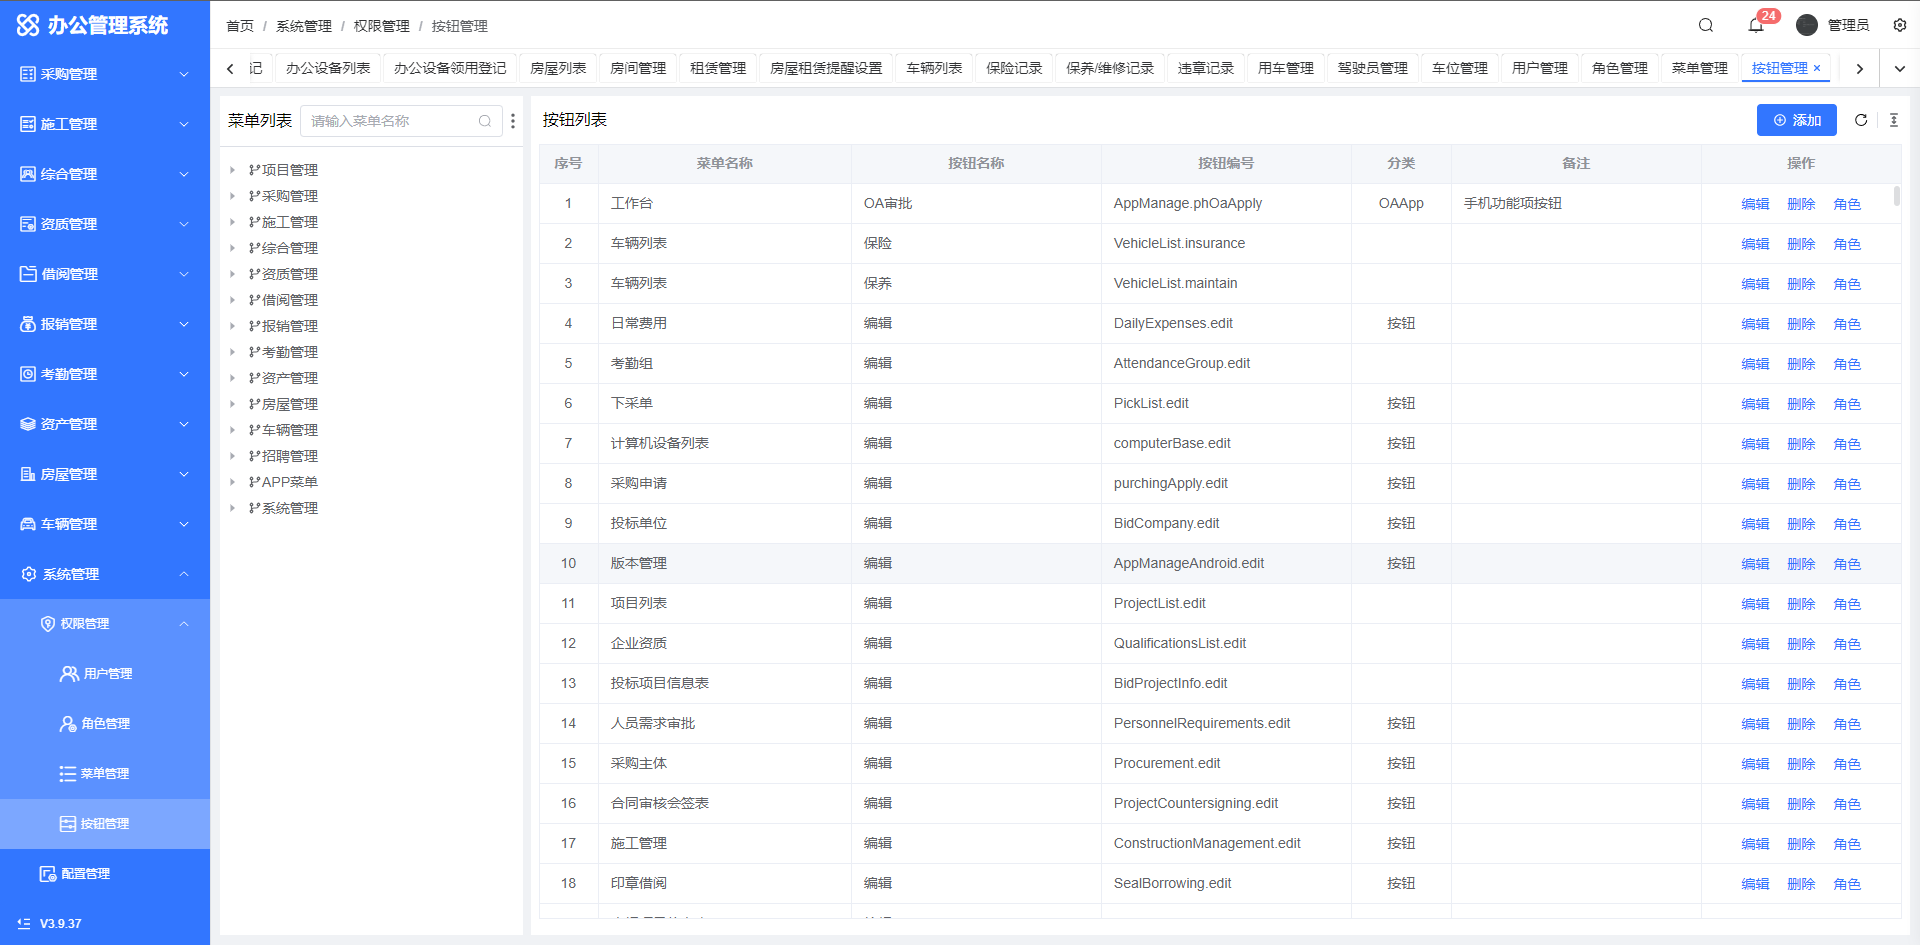 办公管理系统
采购管理
施工管理
综合管理
资质管理
借阅管理
报销管理
考勤管理
资产管理
房屋管理
车辆管理
系统管理
权限管理
用户管理
角色管理
菜单管理
按钮管理
配置管理
V3.9.37
首页 / 系统管理 / 权限管理 / 按钮管理
24 管理员
记 办公设备列表 办公设备领用登记 房屋列表 房间管理 租赁管理 房屋租赁提醒设置 车辆列表 保险记录 保养/维修记录 违章记录 用车管理 驾驶员管理 车位管理 用户管理 角色管理 菜单管理 按钮管理 ×
菜单列表 请输入菜单名称
项目管理
采购管理
施工管理
综合管理
资质管理
借阅管理
报销管理
考勤管理
资产管理
房屋管理
车辆管理
招聘管理
APP菜单
系统管理
按钮列表 添加
序号 菜单名称 按钮名称 按钮编号 分类 备注 操作
1 工作台 OA审批 AppManage.phOaApply OAApp 手机功能项按钮 编辑 删除 角色
2 车辆列表 保险 VehicleList.insurance 编辑 删除 角色
3 车辆列表 保养 VehicleList.maintain 编辑 删除 角色
4 日常费用 编辑 DailyExpenses.edit 按钮 编辑 删除 角色
5 考勤组 编辑 AttendanceGroup.edit 编辑 删除 角色
6 下采单 编辑 PickList.edit 按钮 编辑 删除 角色
7 计算机设备列表 编辑 computerBase.edit 按钮 编辑 删除 角色
8 采购申请 编辑 purchingApply.edit 按钮 编辑 删除 角色
9 投标单位 编辑 BidCompany.edit 按钮 编辑 删除 角色
10 版本管理 编辑 AppManageAndroid.edit 按钮 编辑 删除 角色
11 项目列表 编辑 ProjectList.edit 编辑 删除 角色
12 企业资质 编辑 QualificationsList.edit 编辑 删除 角色
13 投标项目信息表 编辑 BidProjectInfo.edit 编辑 删除 角色
14 人员需求审批 编辑 PersonnelRequirements.edit 按钮 编辑 删除 角色
15 采购主体 编辑 Procurement.edit 按钮 编辑 删除 角色
16 合同审核会签表 编辑 ProjectCountersigning.edit 按钮 编辑 删除 角色
17 施工管理 编辑 ConstructionManagement.edit 按钮 编辑 删除 角色
18 印章借阅 编辑 SealBorrowing.edit 按钮 编辑 删除 角色